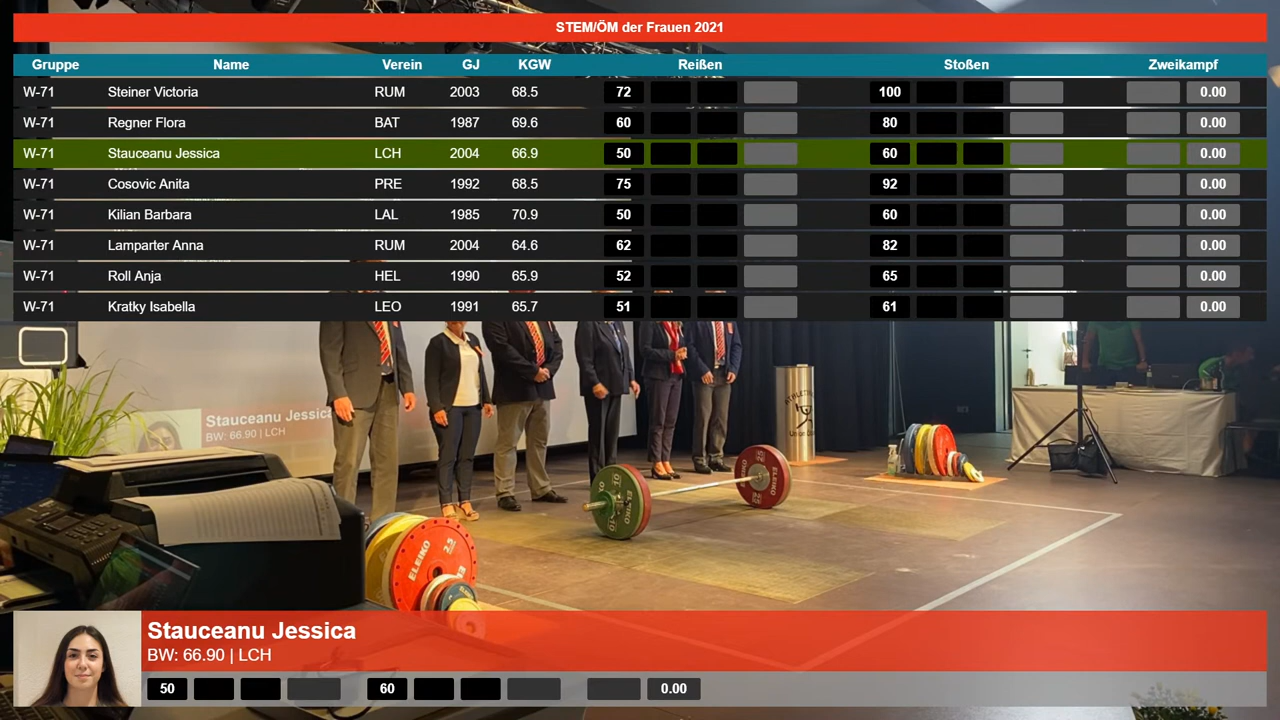 STEM/ÖM der Frauen 2021
Gruppe Name Verein GJ KGW Reißen Stoßen Zweikampf
W-71 Steiner Victoria RUM 2003 68.5 72 100 0.00
W-71 Regner Flora BAT 1987 69.6 60 80 0.00
W-71 Stauceanu Jessica LCH 2004 66.9 50 60 0.00
W-71 Cosovic Anita PRE 1992 68.5 75 92 0.00
W-71 Kilian Barbara LAL 1985 70.9 50 60 0.00
W-71 Lamparter Anna RUM 2004 64.6 62 82 0.00
W-71 Roll Anja HEL 1990 65.9 52 65 0.00
W-71 Kratky Isabella LEO 1991 65.7 51 61 0.00
Stauceanu Jessica
BW: 66.90 | LCH
ELEIKO
ELEIKO
ELEIKO
Stauceanu Jessica
BW: 66.90 | LCH
50 60 0.00